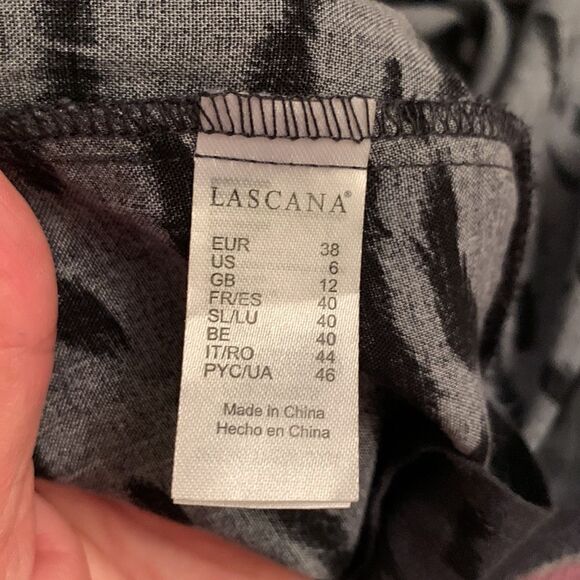 LASCANA®
EUR 38
US 6
GB 12
FR/ES 40
SL/LU 40
BE 40
IT/RO 44
PYC/UA 46
Made in China
Hecho en China